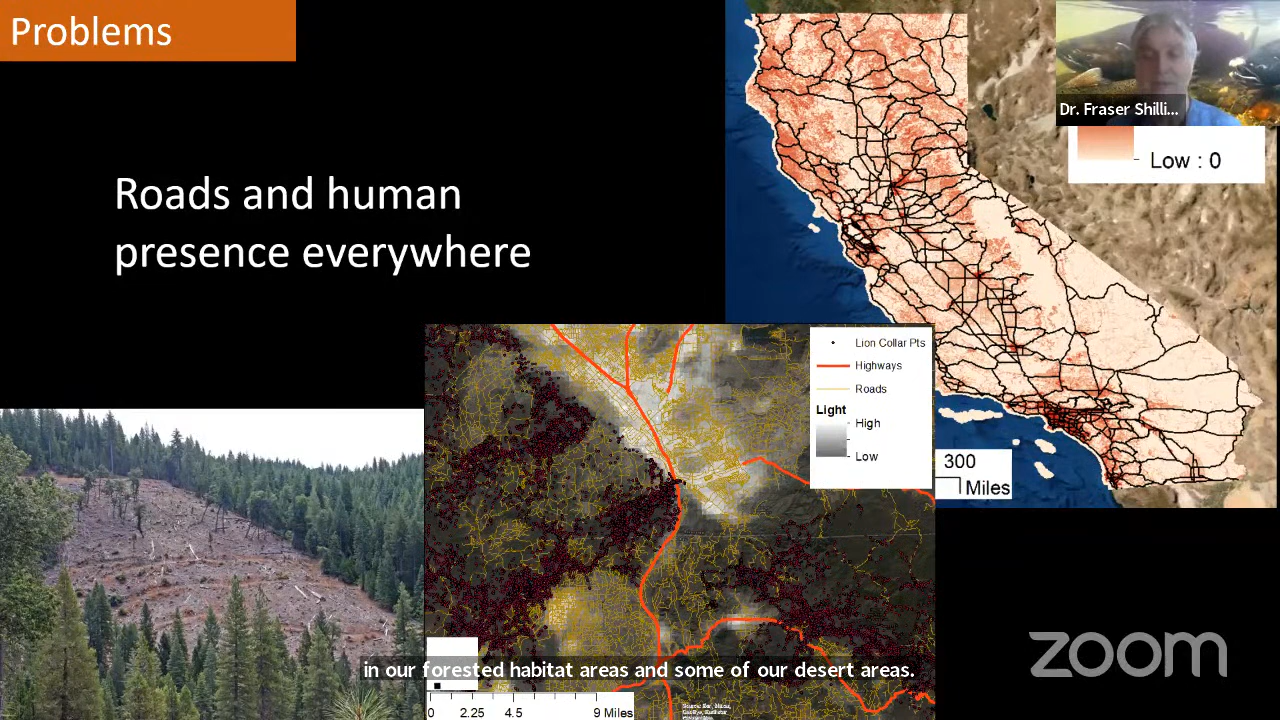 Problems
Roads and human
presence everywhere
Dr. Fraser Shilli...
Low : 0
300
Miles
Lion Collar Pts
Highways
Roads
Light
High
Low
in our forested habitat areas and some of our desert areas.
0 2.25 4.5 9 Miles
zoom